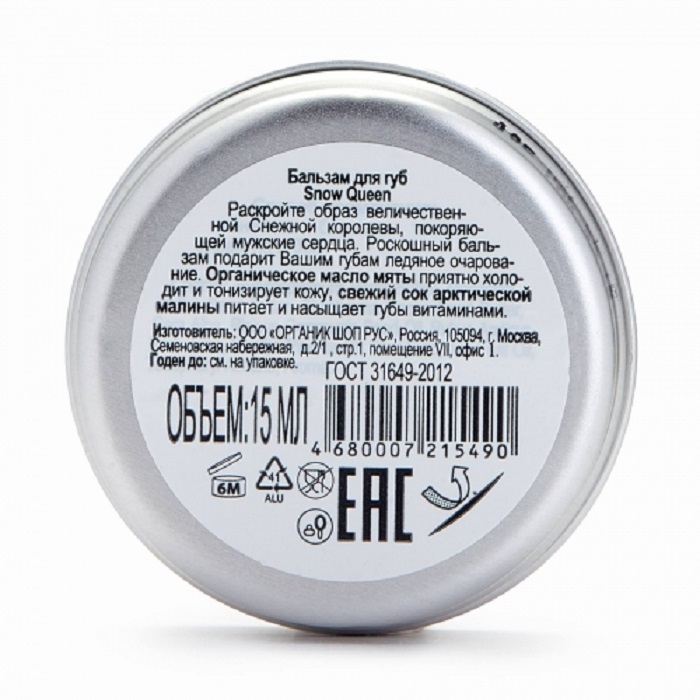 Бальзам для губ
Snow Queen
Раскройте образ величествен-
ной Снежной королевы, покоряю-
щей мужские сердца. Роскошный баль-
зам подарит Вашим губам ледяное очарова-
ние. Органическое масло мяты приятно холо-
дит и тонизирует кожу, свежий сок арктической
малины питает и насыщает губы витаминами.
Изготовитель: ООО «ОРГАНИК ШОП РУС», Россия, 105094, г. Москва,
Семеновская набережная, д.2/1 , стр.1, помещение VII, офис 1.
Годен до: см. на упаковке.
ГОСТ 31649-2012
ОБЪЕМ:15 МЛ
4 680007 215490
6M
41
ALU
ЕАС